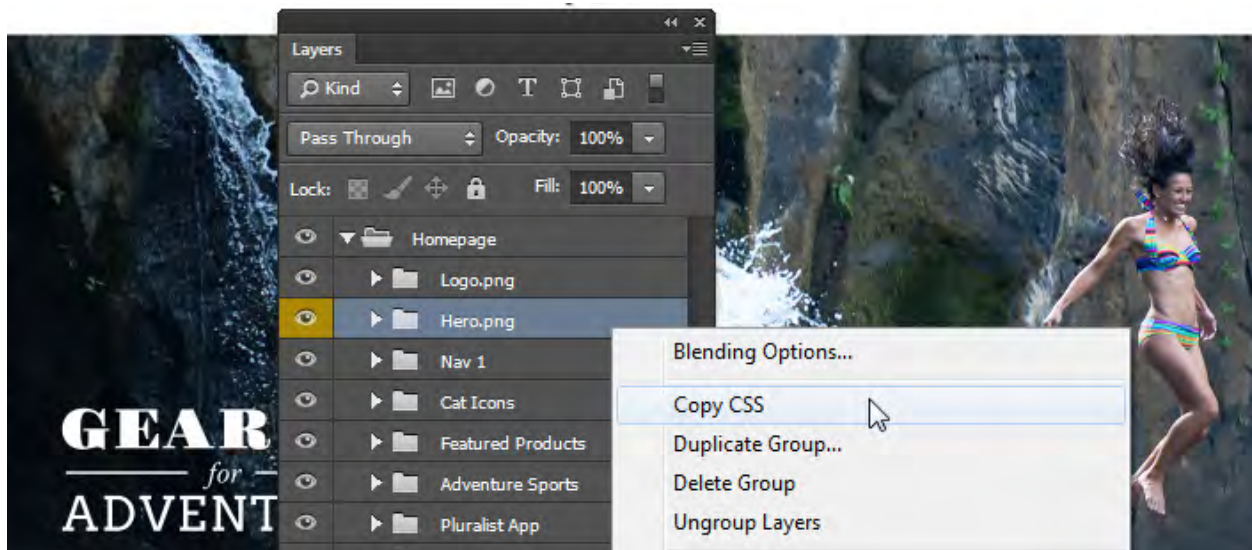 Layers
Kind
T
Pass Through Opacity: 100%
Lock: Fill: 100%
Homepage
Logo.png
Hero.png
Nav 1
Cat Icons
Featured Products
Adventure Sports
Pluralist App
Blending Options...
Copy CSS
Duplicate Group...
Delete Group
Ungroup Layers
GEAR
for
ADVENT